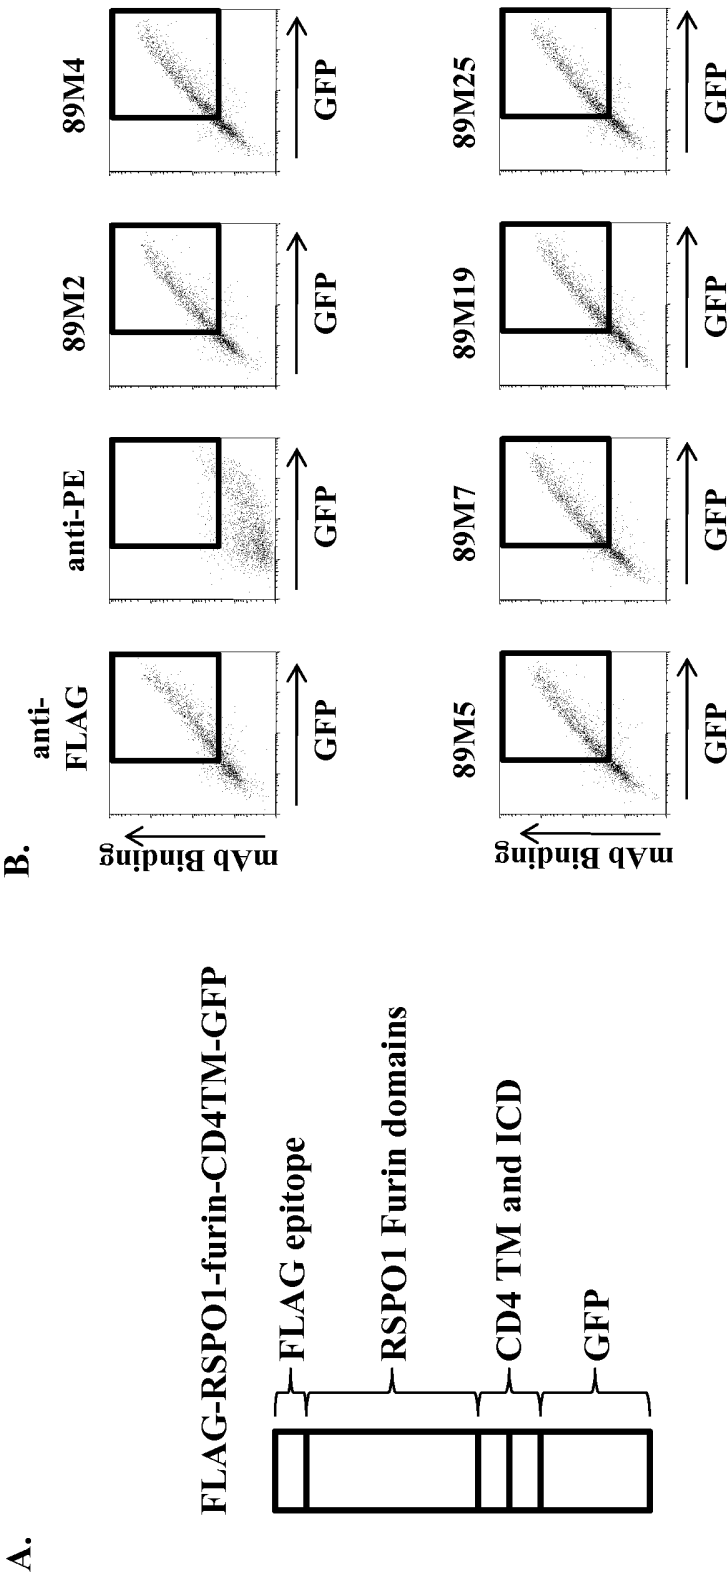 A.
FLAG-RSPO1-furin-CD4TM-GFP
FLAG epitope
RSPO1 Furin domains
CD4 TM and ICD
GFP
B.
anti-
FLAG
anti-PE
89M2
89M4
mAb Binding
GFP
GFP
GFP
GFP
89M5
89M7
89M19
89M25
mAb Binding
GFP
GFP
GFP
GFP